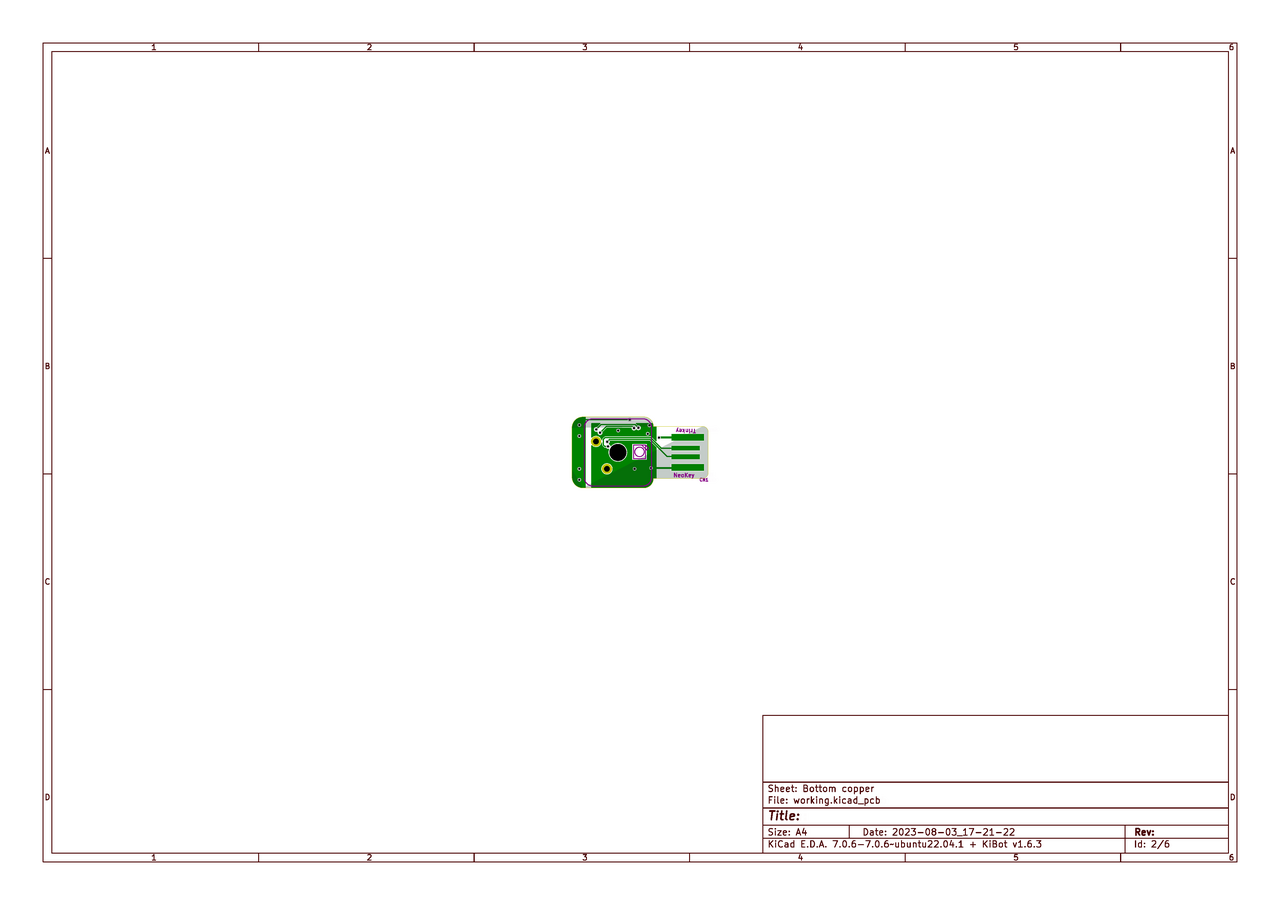 1 2 3 4 5 6
A A
B B
Trinkey
NeoKey
CN1
C C
D D
Sheet: Bottom copper
File: working.kicad_pcb
Title:
Size: A4 Date: 2023-08-03_17-21-22 Rev:
KiCad E.D.A. 7.0.6-7.0.6~ubuntu22.04.1 + KiBot v1.6.3 Id: 2/6
1 2 3 4 5 6